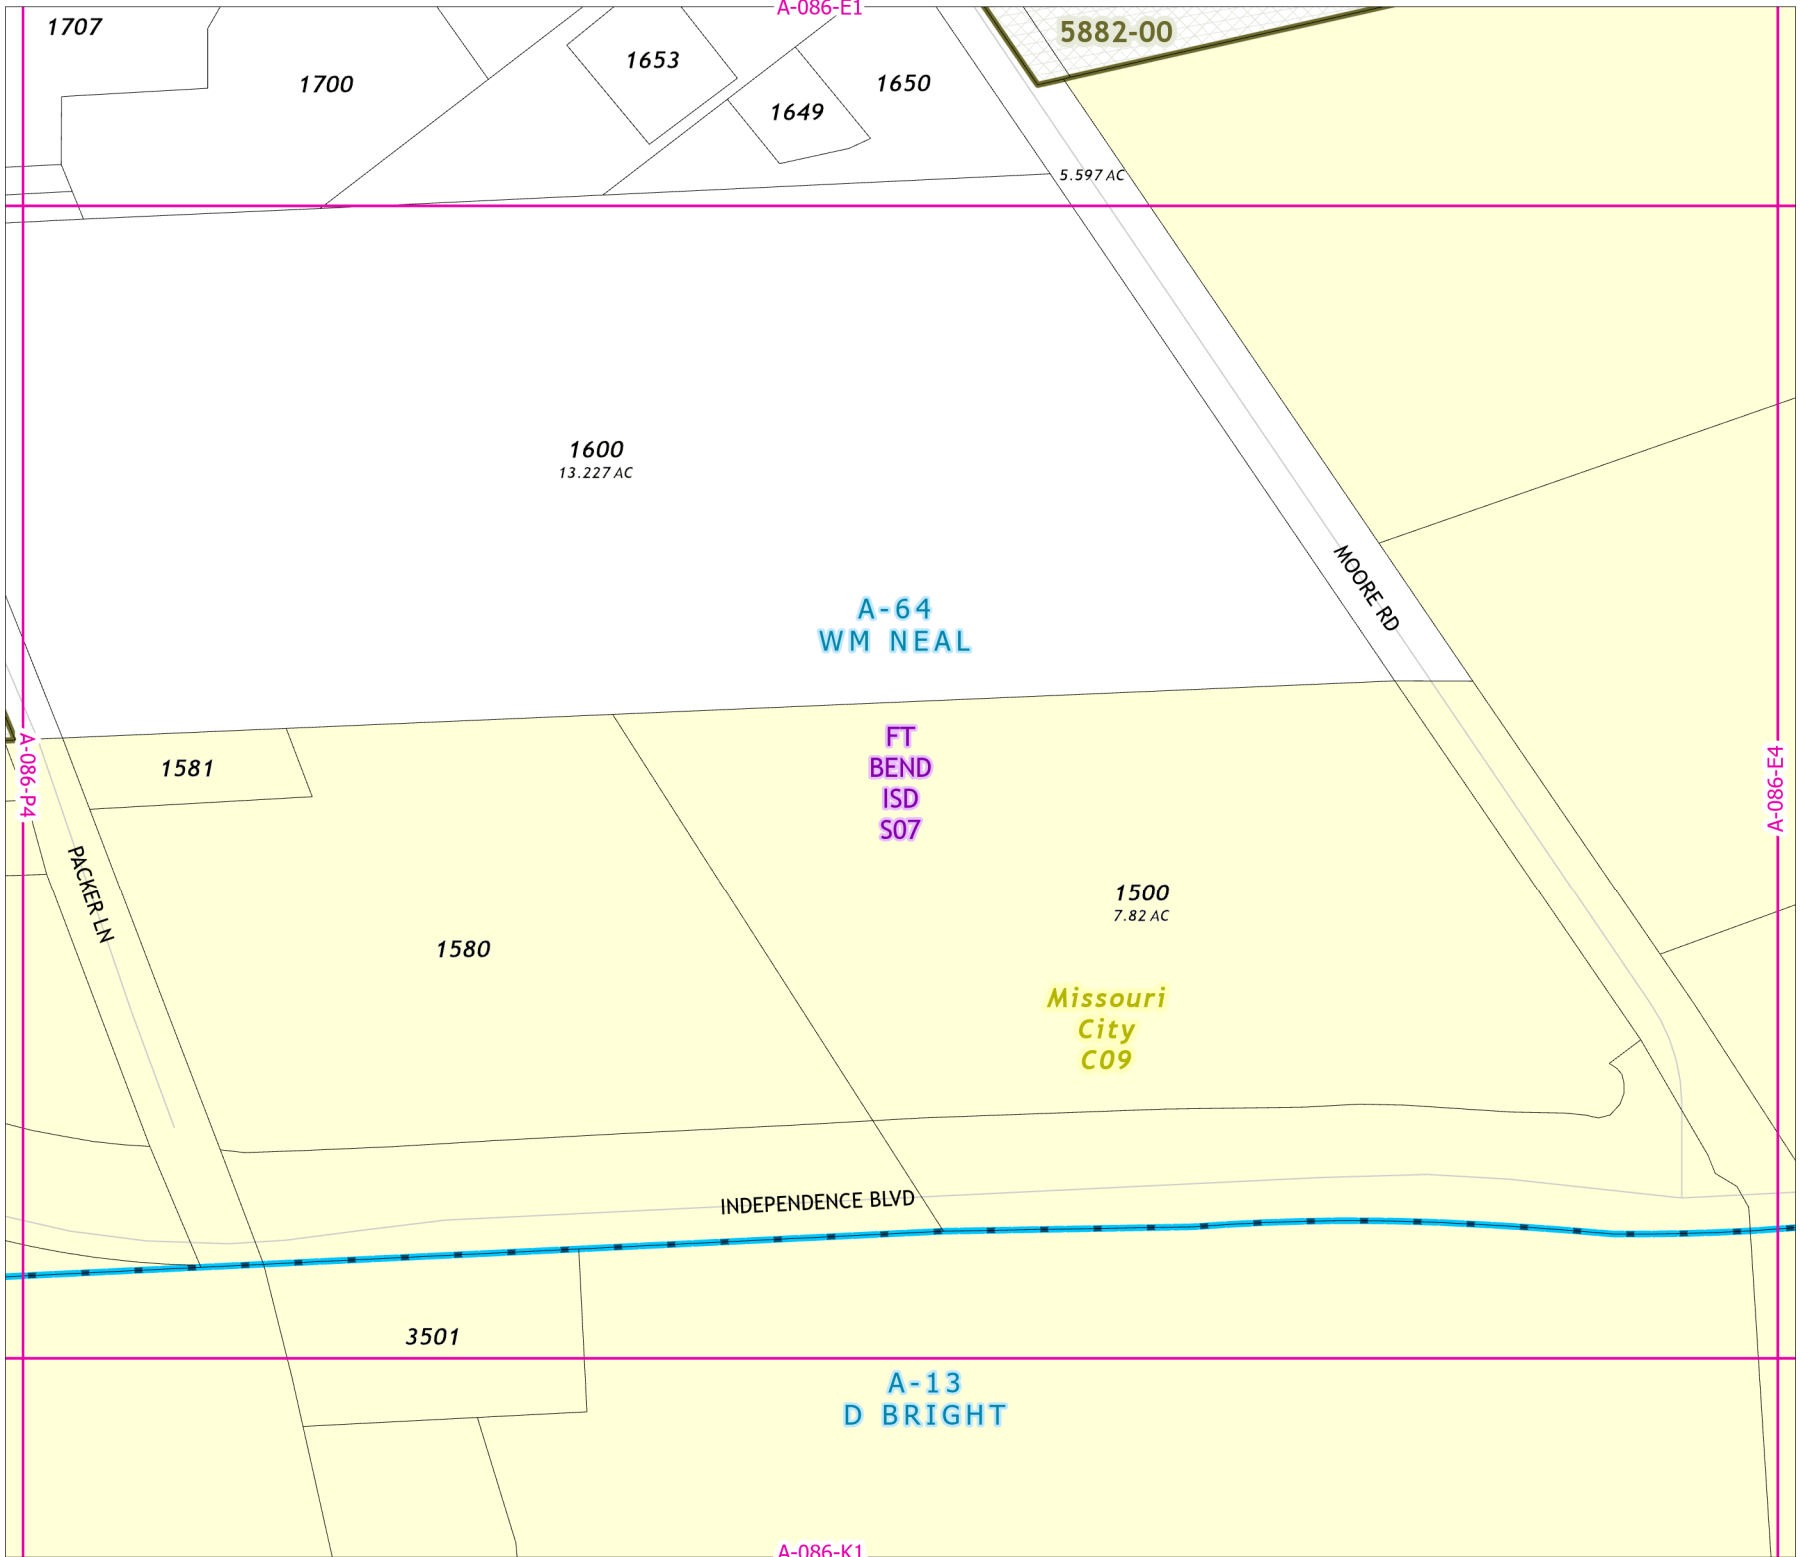 A-086-E1
1707
5882-00
1653
1700
1650
1649
5.597 AC
1600
13.227 AC
MOORE RD
A-64
WM NEAL
FT
BEND
ISD
S07
A-086-P4
A-086-E4
1581
PACKER LN
1500
7.82 AC
1580
Missouri
City
C09
INDEPENDENCE BLVD
3501
A-13
D BRIGHT
A-086-K1